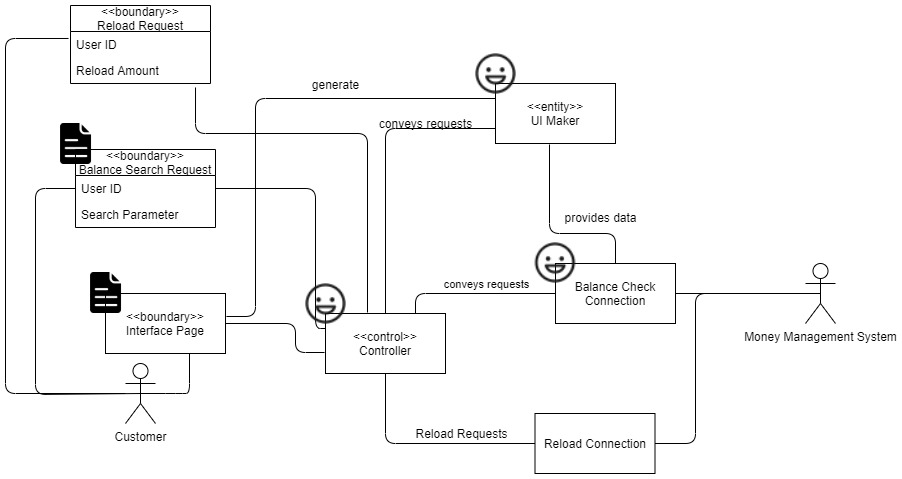 <<boundary>>
Reload Request
User ID
Reload Amount
generate
<<entity>>
UI Maker
conveys requests
<<boundary>>
Balance Search Request
User ID
Search Parameter
provides data
conveys requests
Balance Check
Connection
<<boundary>>
Interface Page
<<control>>
Controller
Money Management System
Customer
Reload Requests
Reload Connection